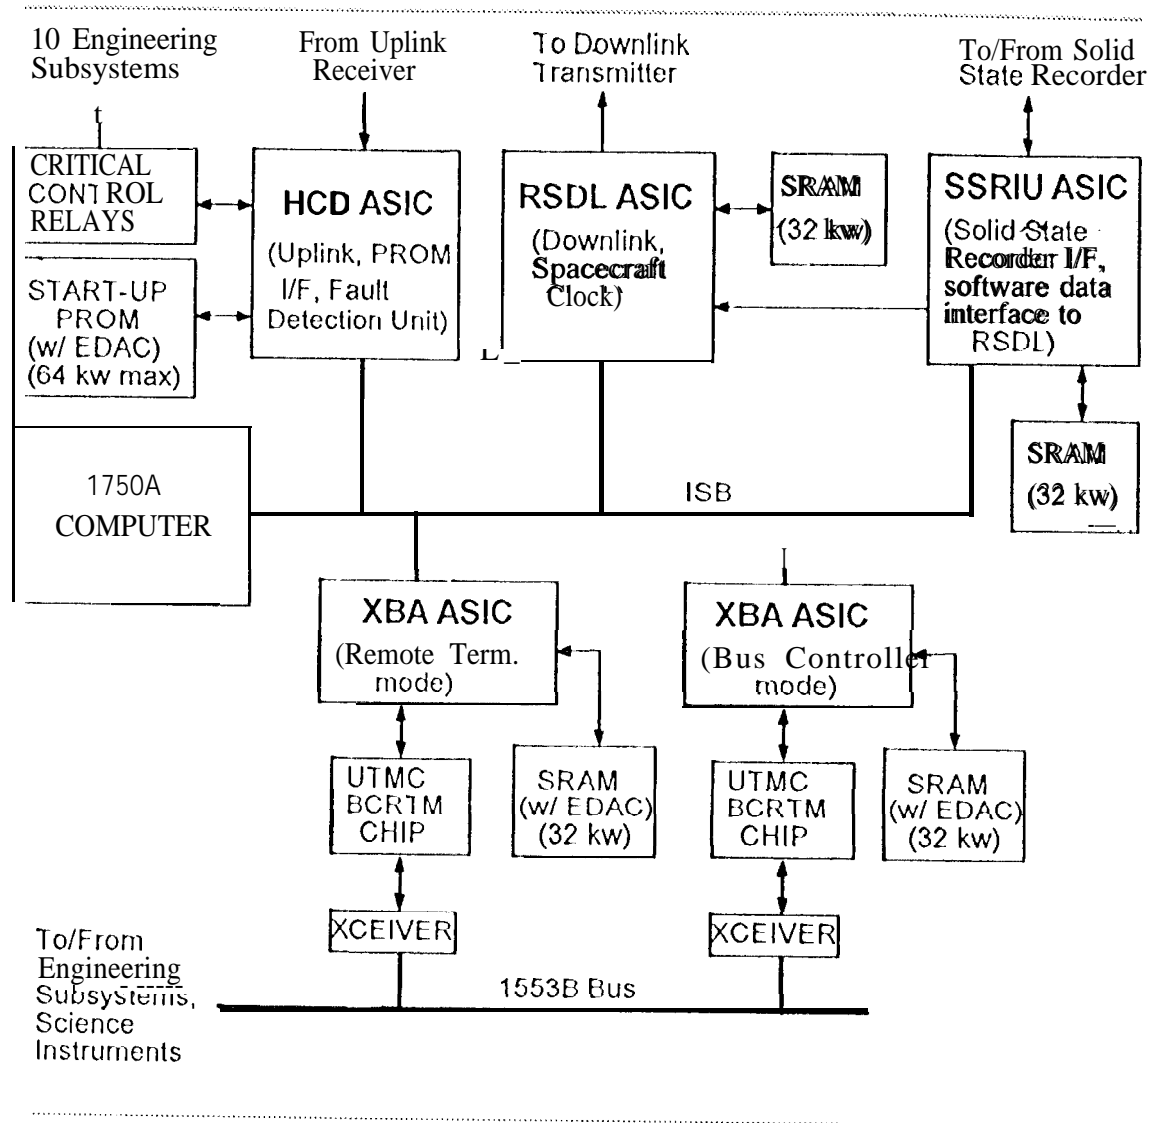 10 Engineering
Subsystems
From Uplink
Receiver
To Downlink
Transmitter
To/From Solid
State Recorder
t
CRITICAL
CONTROL
RELAYS
HCD ASIC
(Uplink, PROM
I/F, Fault
Detection Unit)
RSDL ASIC
(Downlink,
Spacecraft
Clock)
SRAM
(32 kw)
SSRIU ASIC
(Solid State
Recorder I/F,
software data
interface to
RSDL)
START-UP
PROM
(w/ EDAC)
(64 kw max)
SRAM
(32 kw)
1750A
COMPUTER
ISB
XBA ASIC
(Remote Term.
mode)
XBA ASIC
(Bus Controller
mode)
UTMC
BCRTM
CHIP
SRAM
(w/ EDAC)
(32 kw)
UTMC
BCRTM
CHIP
SRAM
(w/ EDAC)
(32 kw)
XCEIVER
XCEIVER
To/From
Engineering
Subsystems,
Science
Instruments
1553B Bus